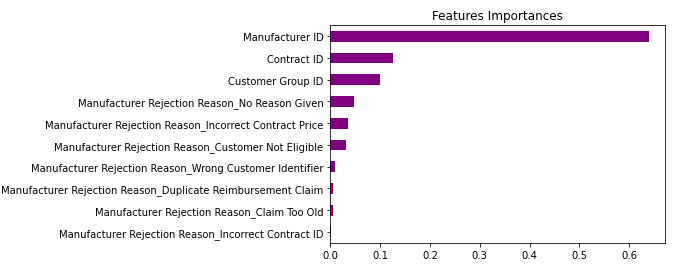 Features Importances
Manufacturer ID
Contract ID
Customer Group ID
Manufacturer Rejection Reason_No Reason Given
Manufacturer Rejection Reason_Incorrect Contract Price
Manufacturer Rejection Reason_Customer Not Eligible
Manufacturer Rejection Reason_Wrong Customer Identifier
Manufacturer Rejection Reason_Duplicate Reimbursement Claim
Manufacturer Rejection Reason_Claim Too Old
Manufacturer Rejection Reason_Incorrect Contract ID
0.0 0.1 0.2 0.3 0.4 0.5 0.6